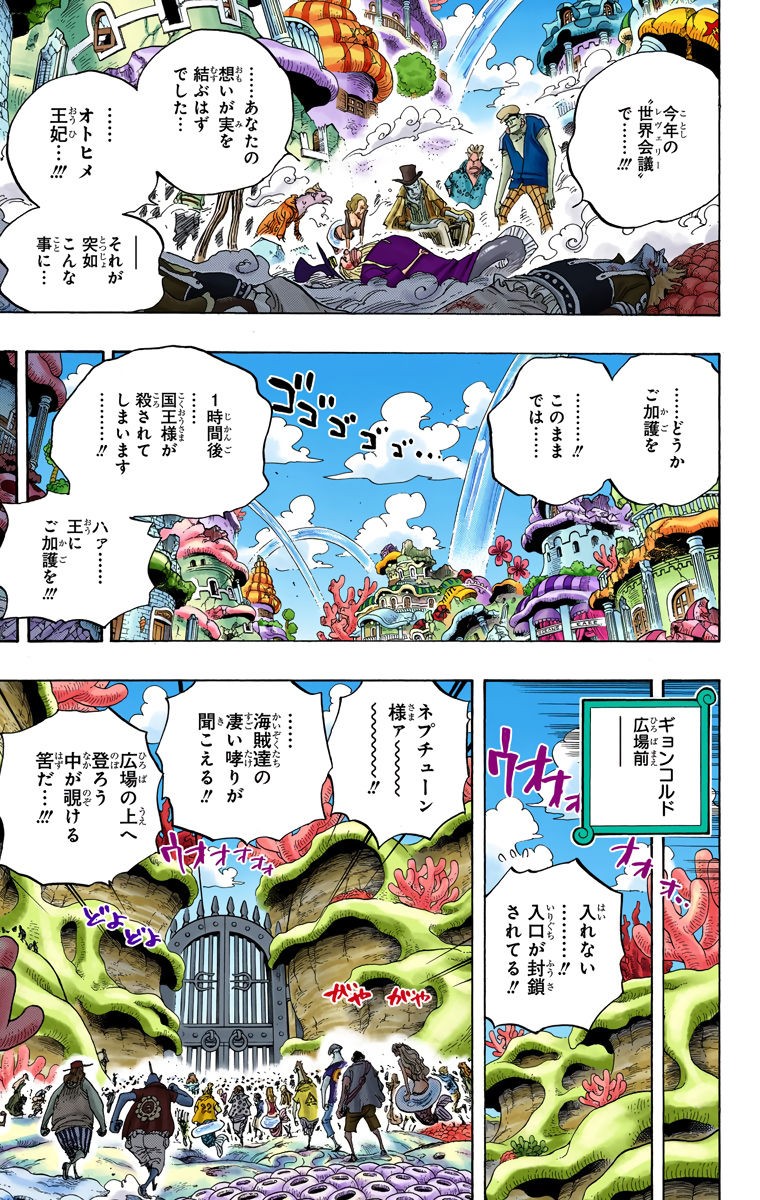 今年の
〝世界会議〟
で……!!!
……あなたの
想いが実を
結ぶはず
でした…
………
オトヒメ
王妃…!!!
――
それが
突如
こんな
事に…
……どうか
ご加護を
………
このまま
では……!!
ゴゴゴゴゴゴ…
1時間後
………
国王様が
殺されて
しまいます
……!!
ハァ……
王に
ご加護を!!!
ギョンコルド
広場前――
ウオオオオ…
入れない
………!!
入口が封鎖
されてる!!
ネプチューン
様ァ~~~~!!
……
海賊達の
凄い哮りが
聞こえる!!
広場の上へ
登ろう
中が覗ける
筈だ…!!!
ウオオオオオ
どよどよ
がやがや